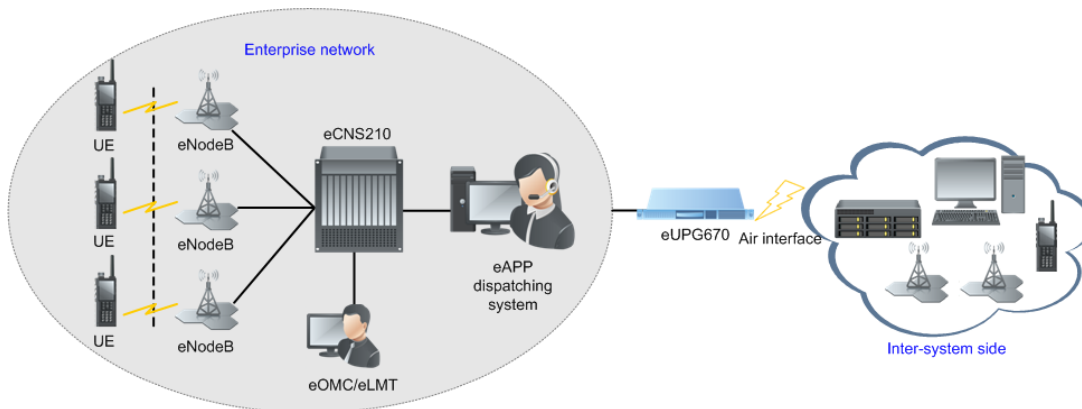 Enterprise network
eCNS210
UE
eNodeB
UE
eNodeB
UE
eNodeB
eAPP
dispatching
system
eOMC/eLMT
eUPG670
Air interface
Inter-system side